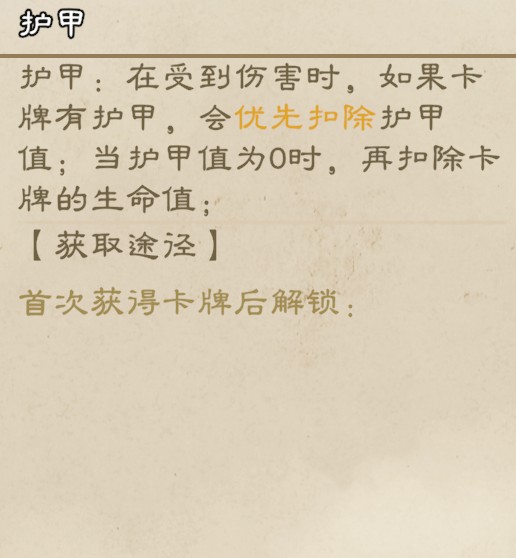 护甲
护甲：在受到伤害时，如果卡
牌有护甲，会优先扣除护甲
值；当护甲值为0时，再扣除卡
牌的生命值；
【获取途径】
首次获得卡牌后解锁：